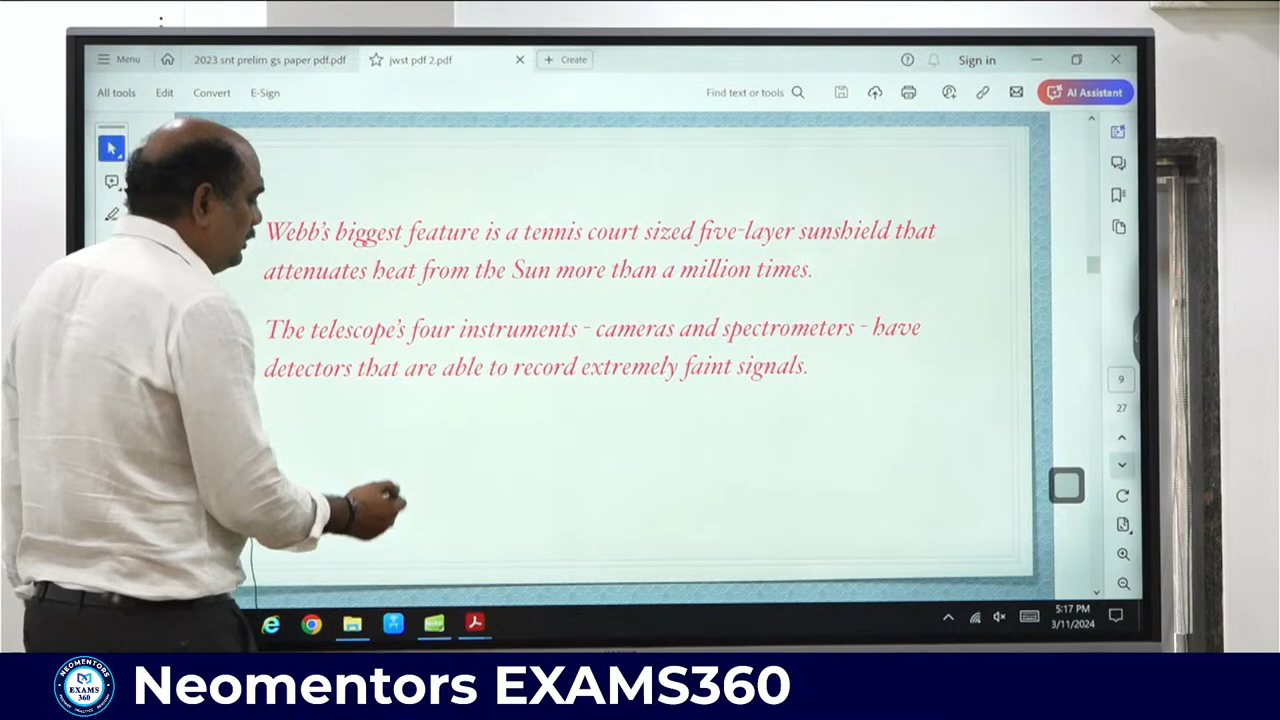 Menu
2023 snt prelim gs paper pdf.pdf
jwst pdf 2.pdf
+ Create
Sign in
All tools Edit Convert E-Sign
Find text or tools
AI Assistant
Webb's biggest feature is a tennis court sized five-layer sunshield that
attenuates heat from the Sun more than a million times.
The telescope's four instruments - cameras and spectrometers - have
detectors that are able to record extremely faint signals.
9
27
5:17 PM
3/11/2024
NEOMENTORS
EXAMS
360
Neomentors EXAMS360